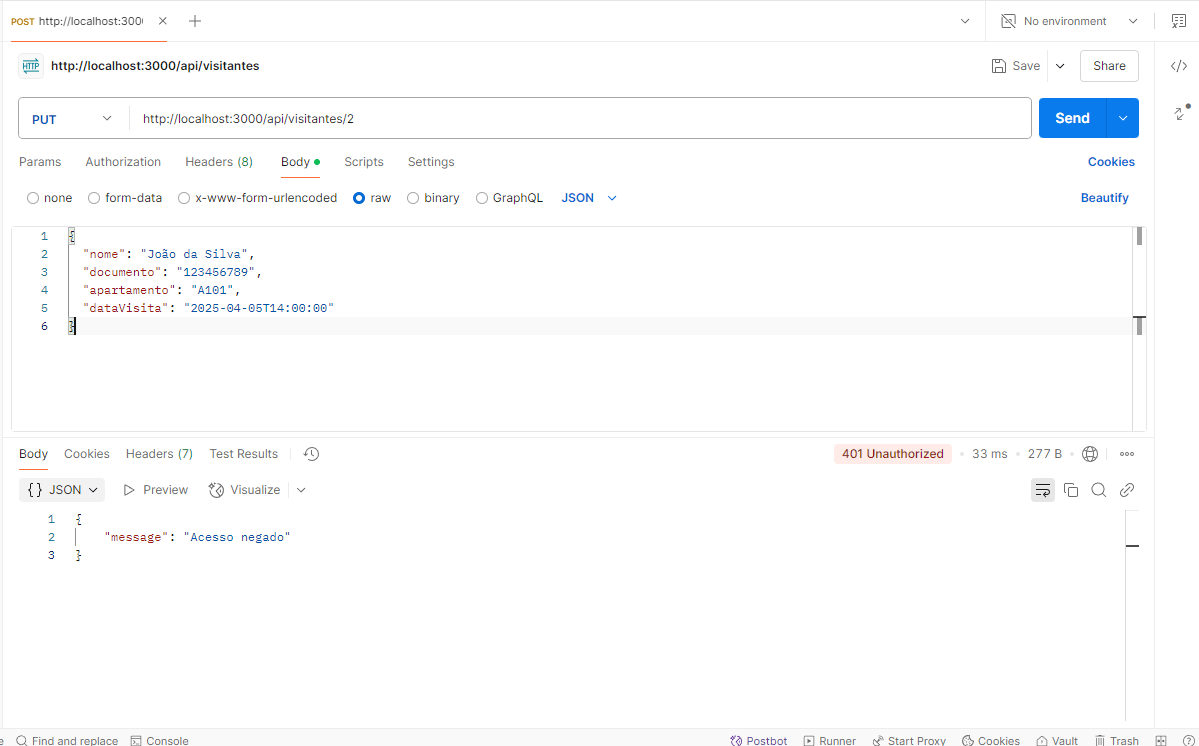 POST http://localhost:300
No environment
HTTP http://localhost:3000/api/visitantes
Save
Share
PUT
http://localhost:3000/api/visitantes/2
Send
Params Authorization Headers (8) Body Scripts Settings
Cookies
none form-data x-www-form-urlencoded raw binary GraphQL JSON
Beautify
1 {
2 "nome": "João da Silva",
3 "documento": "123456789",
4 "apartamento": "A101",
5 "dataVisita": "2025-04-05T14:00:00"
6 }
Body Cookies Headers (7) Test Results
401 Unauthorized • 33 ms • 277 B •
{} JSON Preview Visualize
1 {
2 "message": "Acesso negado"
3 }
Find and replace Console
Postbot Runner Start Proxy Cookies Vault Trash